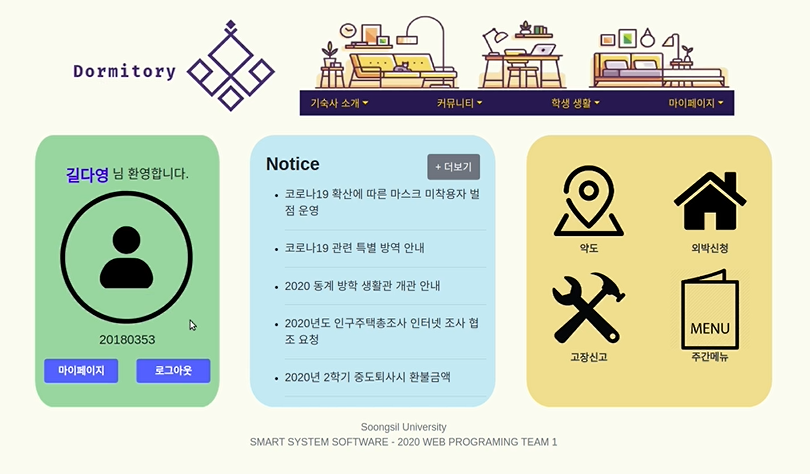 Dormitory
기숙사 소개
커뮤니티
학생 생활
마이페이지
길다영 님 환영합니다.
20180353
마이페이지
로그아웃
Notice
+ 더보기
코로나19 확산에 따른 마스크 미착용자 벌
점 운영
코로나19 관련 특별 방역 안내
2020 동계 방학 생활관 개관 안내
2020년도 인구주택총조사 인터넷 조사 협
조 요청
2020년 2학기 중도퇴사시 환불금액
약도
외박신청
고장신고
MENU
주간메뉴
Soongsil University
SMART SYSTEM SOFTWARE - 2020 WEB PROGRAMING TEAM 1